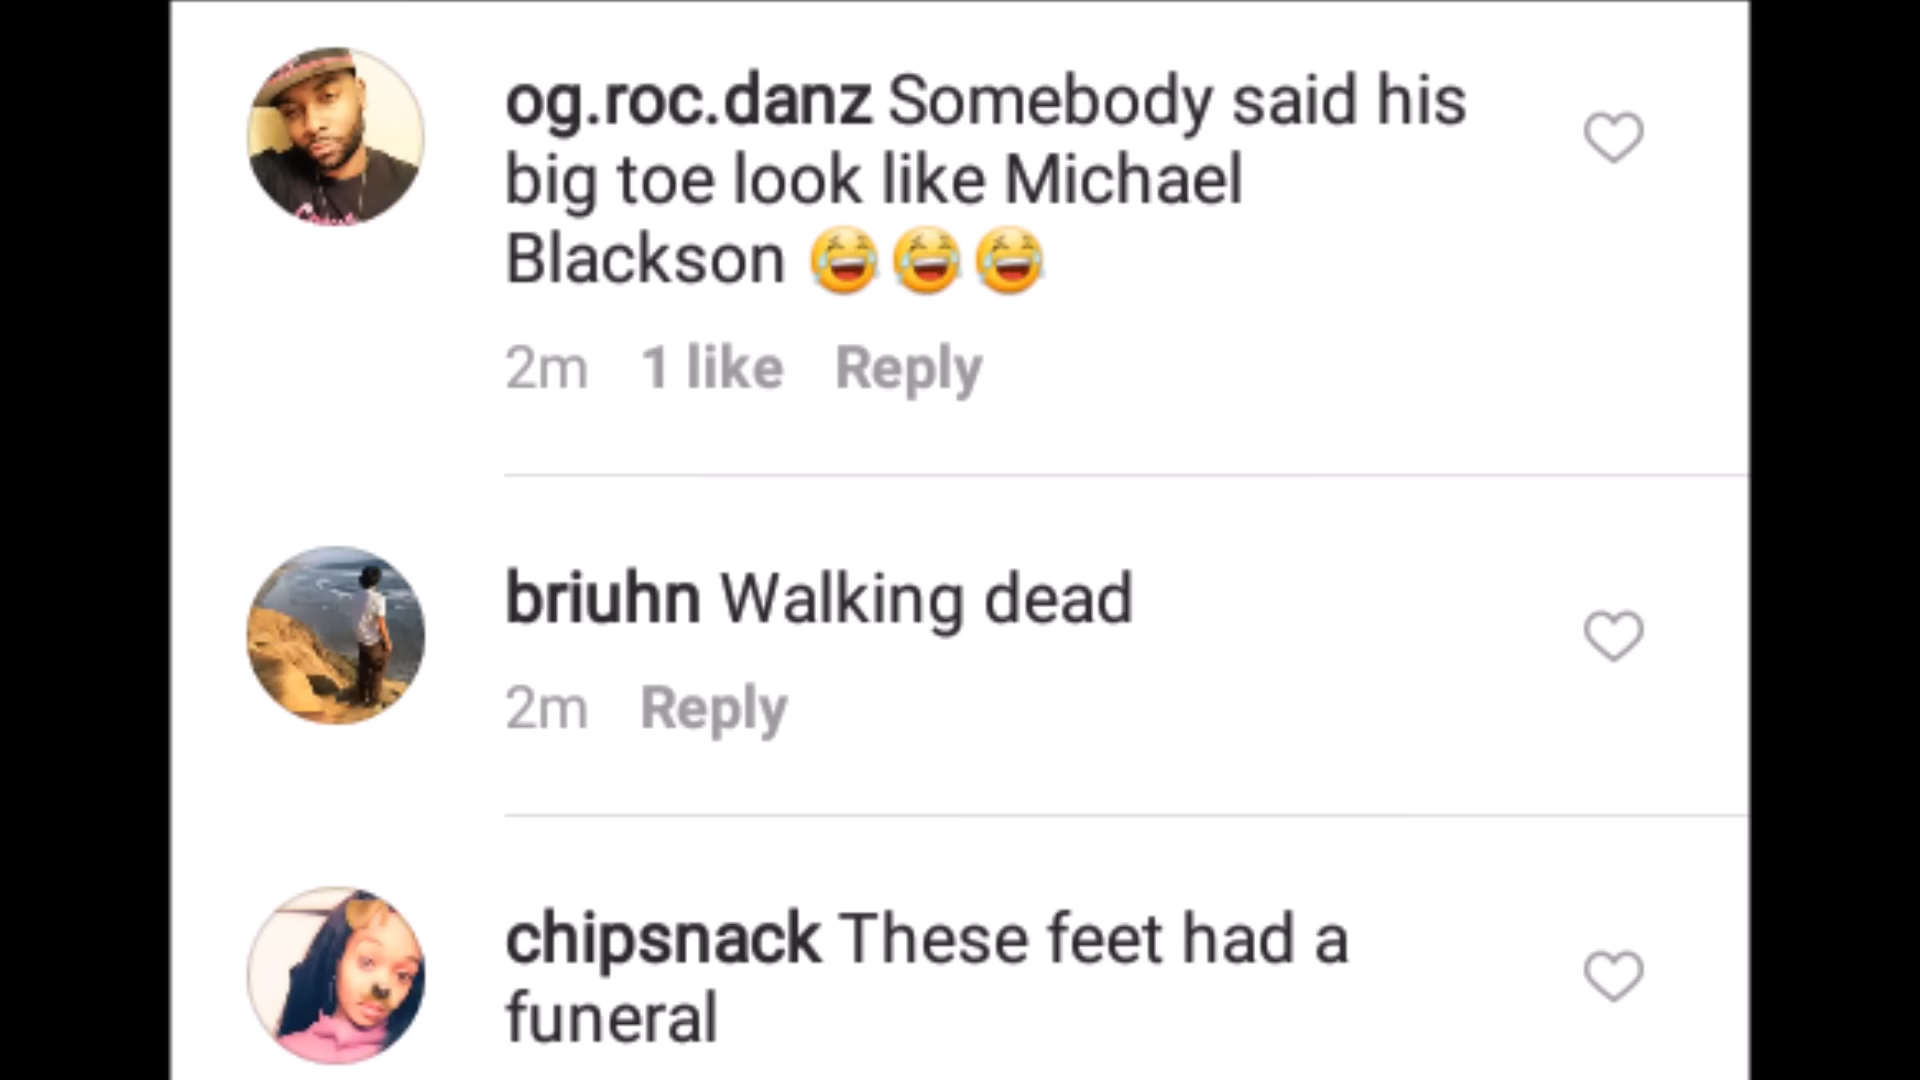 og.roc.danz Somebody said his
big toe look like Michael
Blackson 😂😂😂
2m 1 like Reply
briuhn Walking dead
2m Reply
chipsnack These feet had a
funeral